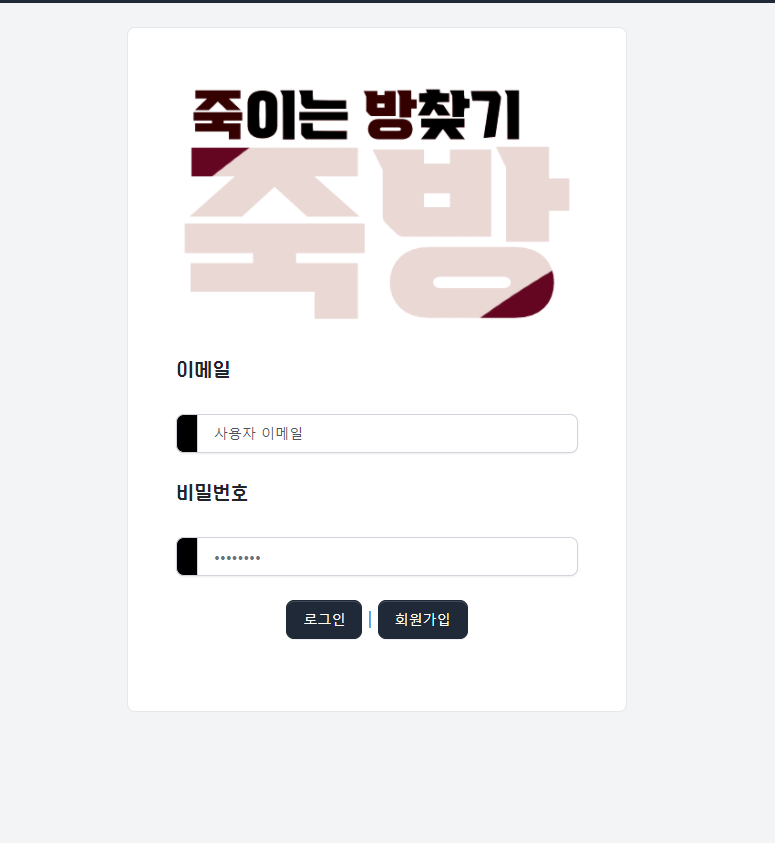 죽이는 방찾기
죽방
이메일
사용자 이메일
비밀번호
••••••••
로그인 | 회원가입